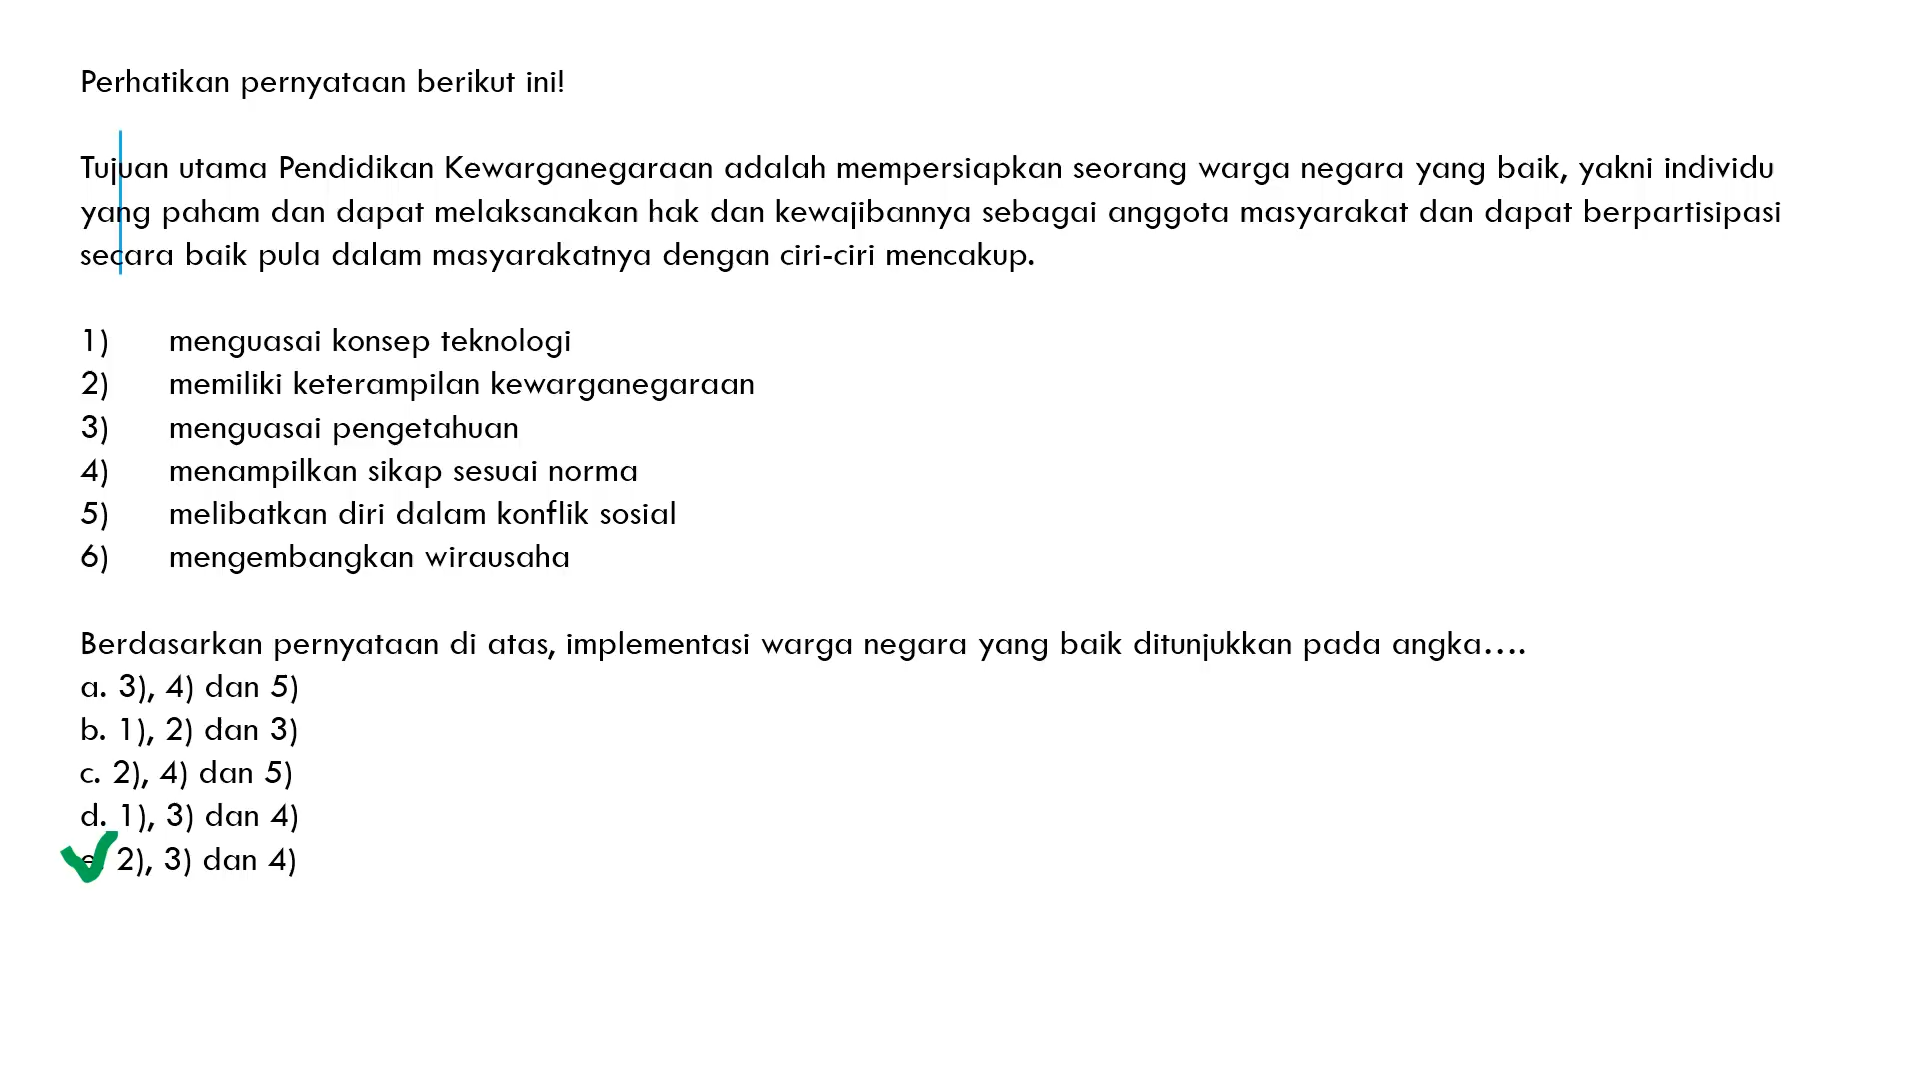 Perhatikan pernyataan berikut ini!
Tujuan utama Pendidikan Kewarganegaraan adalah mempersiapkan seorang warga negara yang baik, yakni individu
yang paham dan dapat melaksanakan hak dan kewajibannya sebagai anggota masyarakat dan dapat berpartisipasi
secara baik pula dalam masyarakatnya dengan ciri-ciri mencakup.
1) menguasai konsep teknologi
2) memiliki keterampilan kewarganegaraan
3) menguasai pengetahuan
4) menampilkan sikap sesuai norma
5) melibatkan diri dalam konflik sosial
6) mengembangkan wirausaha
Berdasarkan pernyataan di atas, implementasi warga negara yang baik ditunjukkan pada angka....
a. 3), 4) dan 5)
b. 1), 2) dan 3)
c. 2), 4) dan 5)
d. 1), 3) dan 4)
e. 2), 3) dan 4)